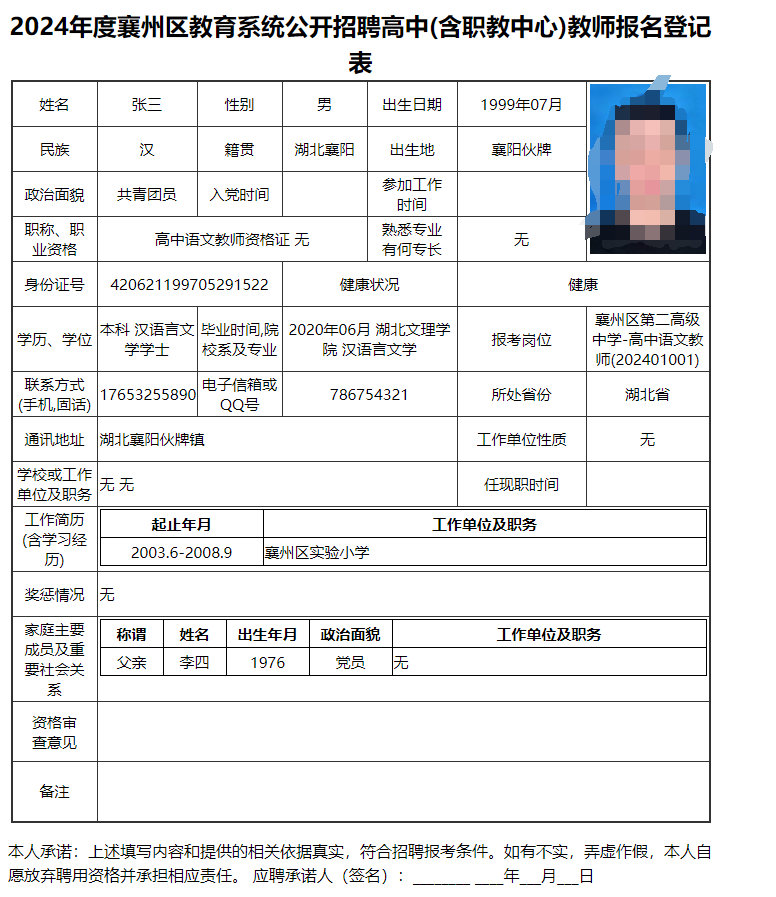 2024年度襄州区教育系统公开招聘高中(含职教中心)教师报名登记
表
姓名 张三 性别 男 出生日期 1999年07月
民族 汉 籍贯 湖北襄阳 出生地 襄阳伙牌
政治面貌 共青团员 入党时间 参加工作
时间
职称、职
业资格 高中语文教师资格证 无 熟悉专业
有何专长 无
身份证号 420621199705291522 健康状况 健康
学历、学位 本科 汉语言文
学学士 毕业时间,院
校系及专业 2020年06月 湖北文理学
院 汉语言文学 报考岗位 襄州区第二高级
中学-高中语文教
师(202401001)
联系方式
(手机,固话) 17653255890 电子信箱或
QQ号 786754321 所处省份 湖北省
通讯地址 湖北襄阳伙牌镇 工作单位性质 无
学校或工作
单位及职务 无 无 任现职时间
工作简历
(含学习经
历) 起止年月 工作单位及职务
2003.6-2008.9 襄州区实验小学
奖惩情况 无
家庭主要
成员及重
要社会关
系 称谓 姓名 出生年月 政治面貌 工作单位及职务
父亲 李四 1976 党员 无
资格审
查意见
备注
本人承诺：上述填写内容和提供的相关依据真实，符合招聘报考条件。如有不实，弄虚作假，本人自
愿放弃聘用资格并承担相应责任。 应聘承诺人（签名）：_______ ____年___月___日